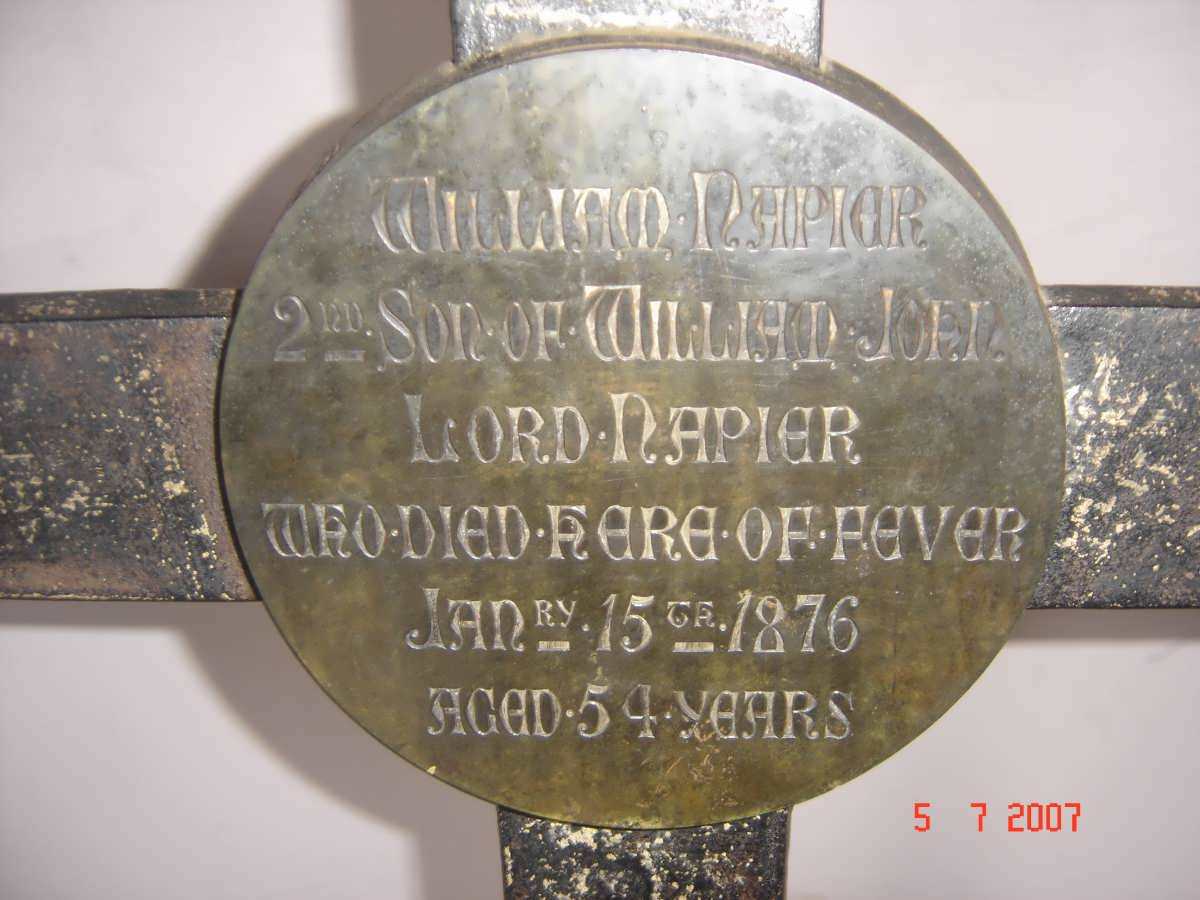 WILLIAM · NAPIER
2ND. SON · OF · WILLIAM · JOHN
LORD · NAPIER
WHO · DIED · HERE · OF · FEVER
JANRY. 15TH. 1876
AGED · 54 · YEARS
5 7 2007